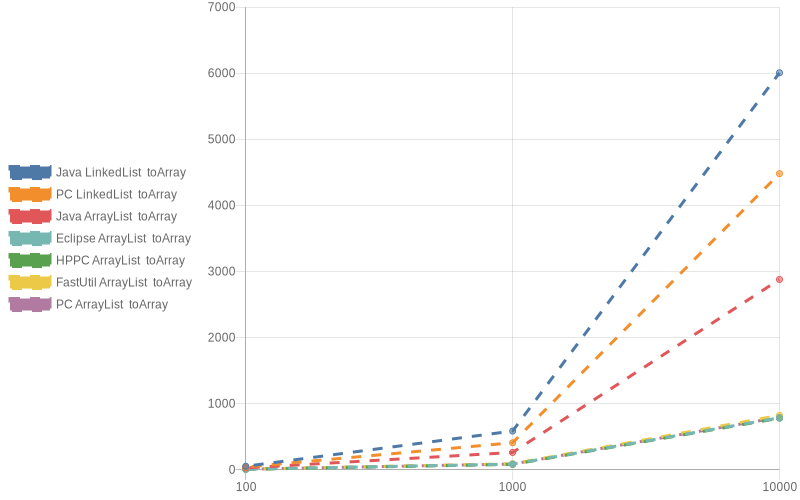 7000
6000
5000
4000
3000
2000
1000
0
100
1000
10000
Java LinkedList toArray
PC LinkedList toArray
Java ArrayList toArray
Eclipse ArrayList toArray
HPPC ArrayList toArray
FastUtil ArrayList toArray
PC ArrayList toArray